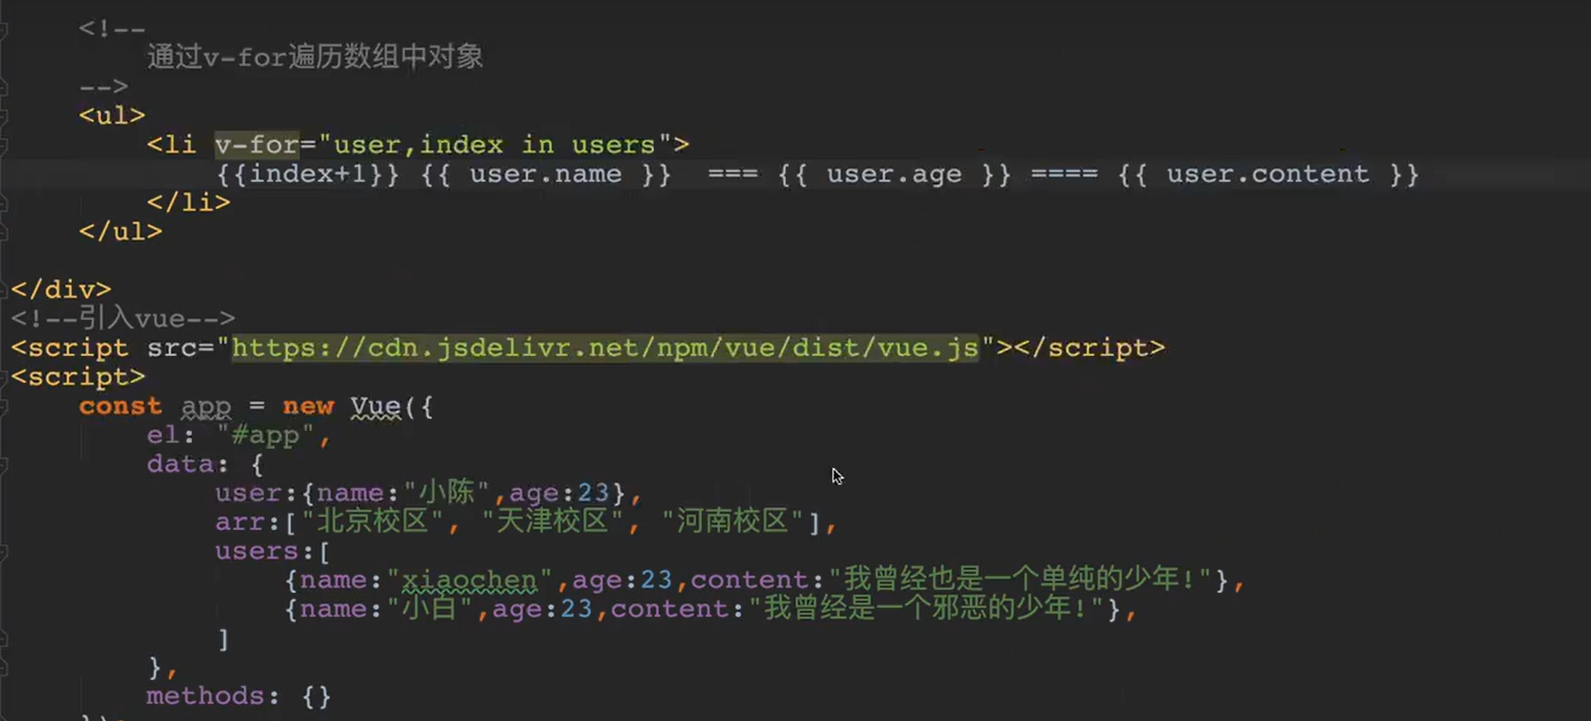 <!--
通过v-for遍历数组中对象
-->
<ul>
<li v-for="user,index in users">
{{index+1}} {{ user.name }}  === {{ user.age }} ==== {{ user.content }}
</li>
</ul>
</div>
<!--引入vue-->
<script src="https://cdn.jsdelivr.net/npm/vue/dist/vue.js"></script>
<script>
const app = new Vue({
el: "#app",
data: {
user:{name:"小陈",age:23},
arr:["北京校区", "天津校区", "河南校区"],
users:[
{name:"xiaochen",age:23,content:"我曾经也是一个单纯的少年!"},
{name:"小白",age:23,content:"我曾经是一个邪恶的少年!"},
]
},
methods: {}